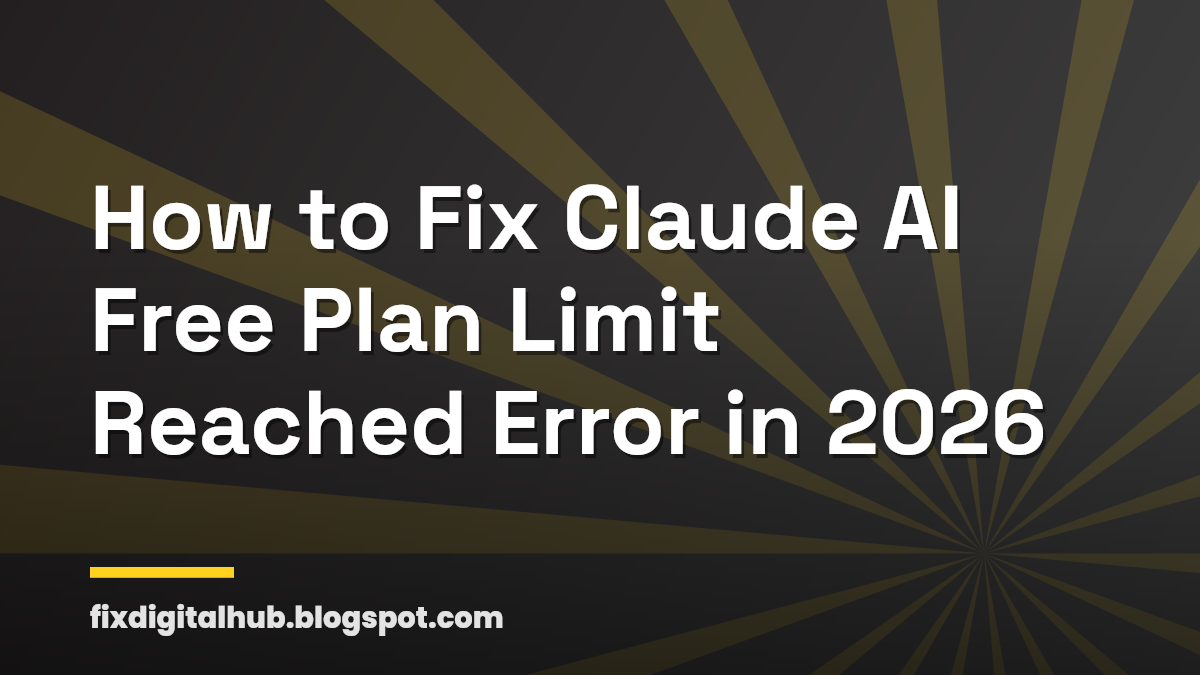 How to Fix Claude AI
Free Plan Limit
Reached Error in 2026
fixdigitalhub.blogspot.com